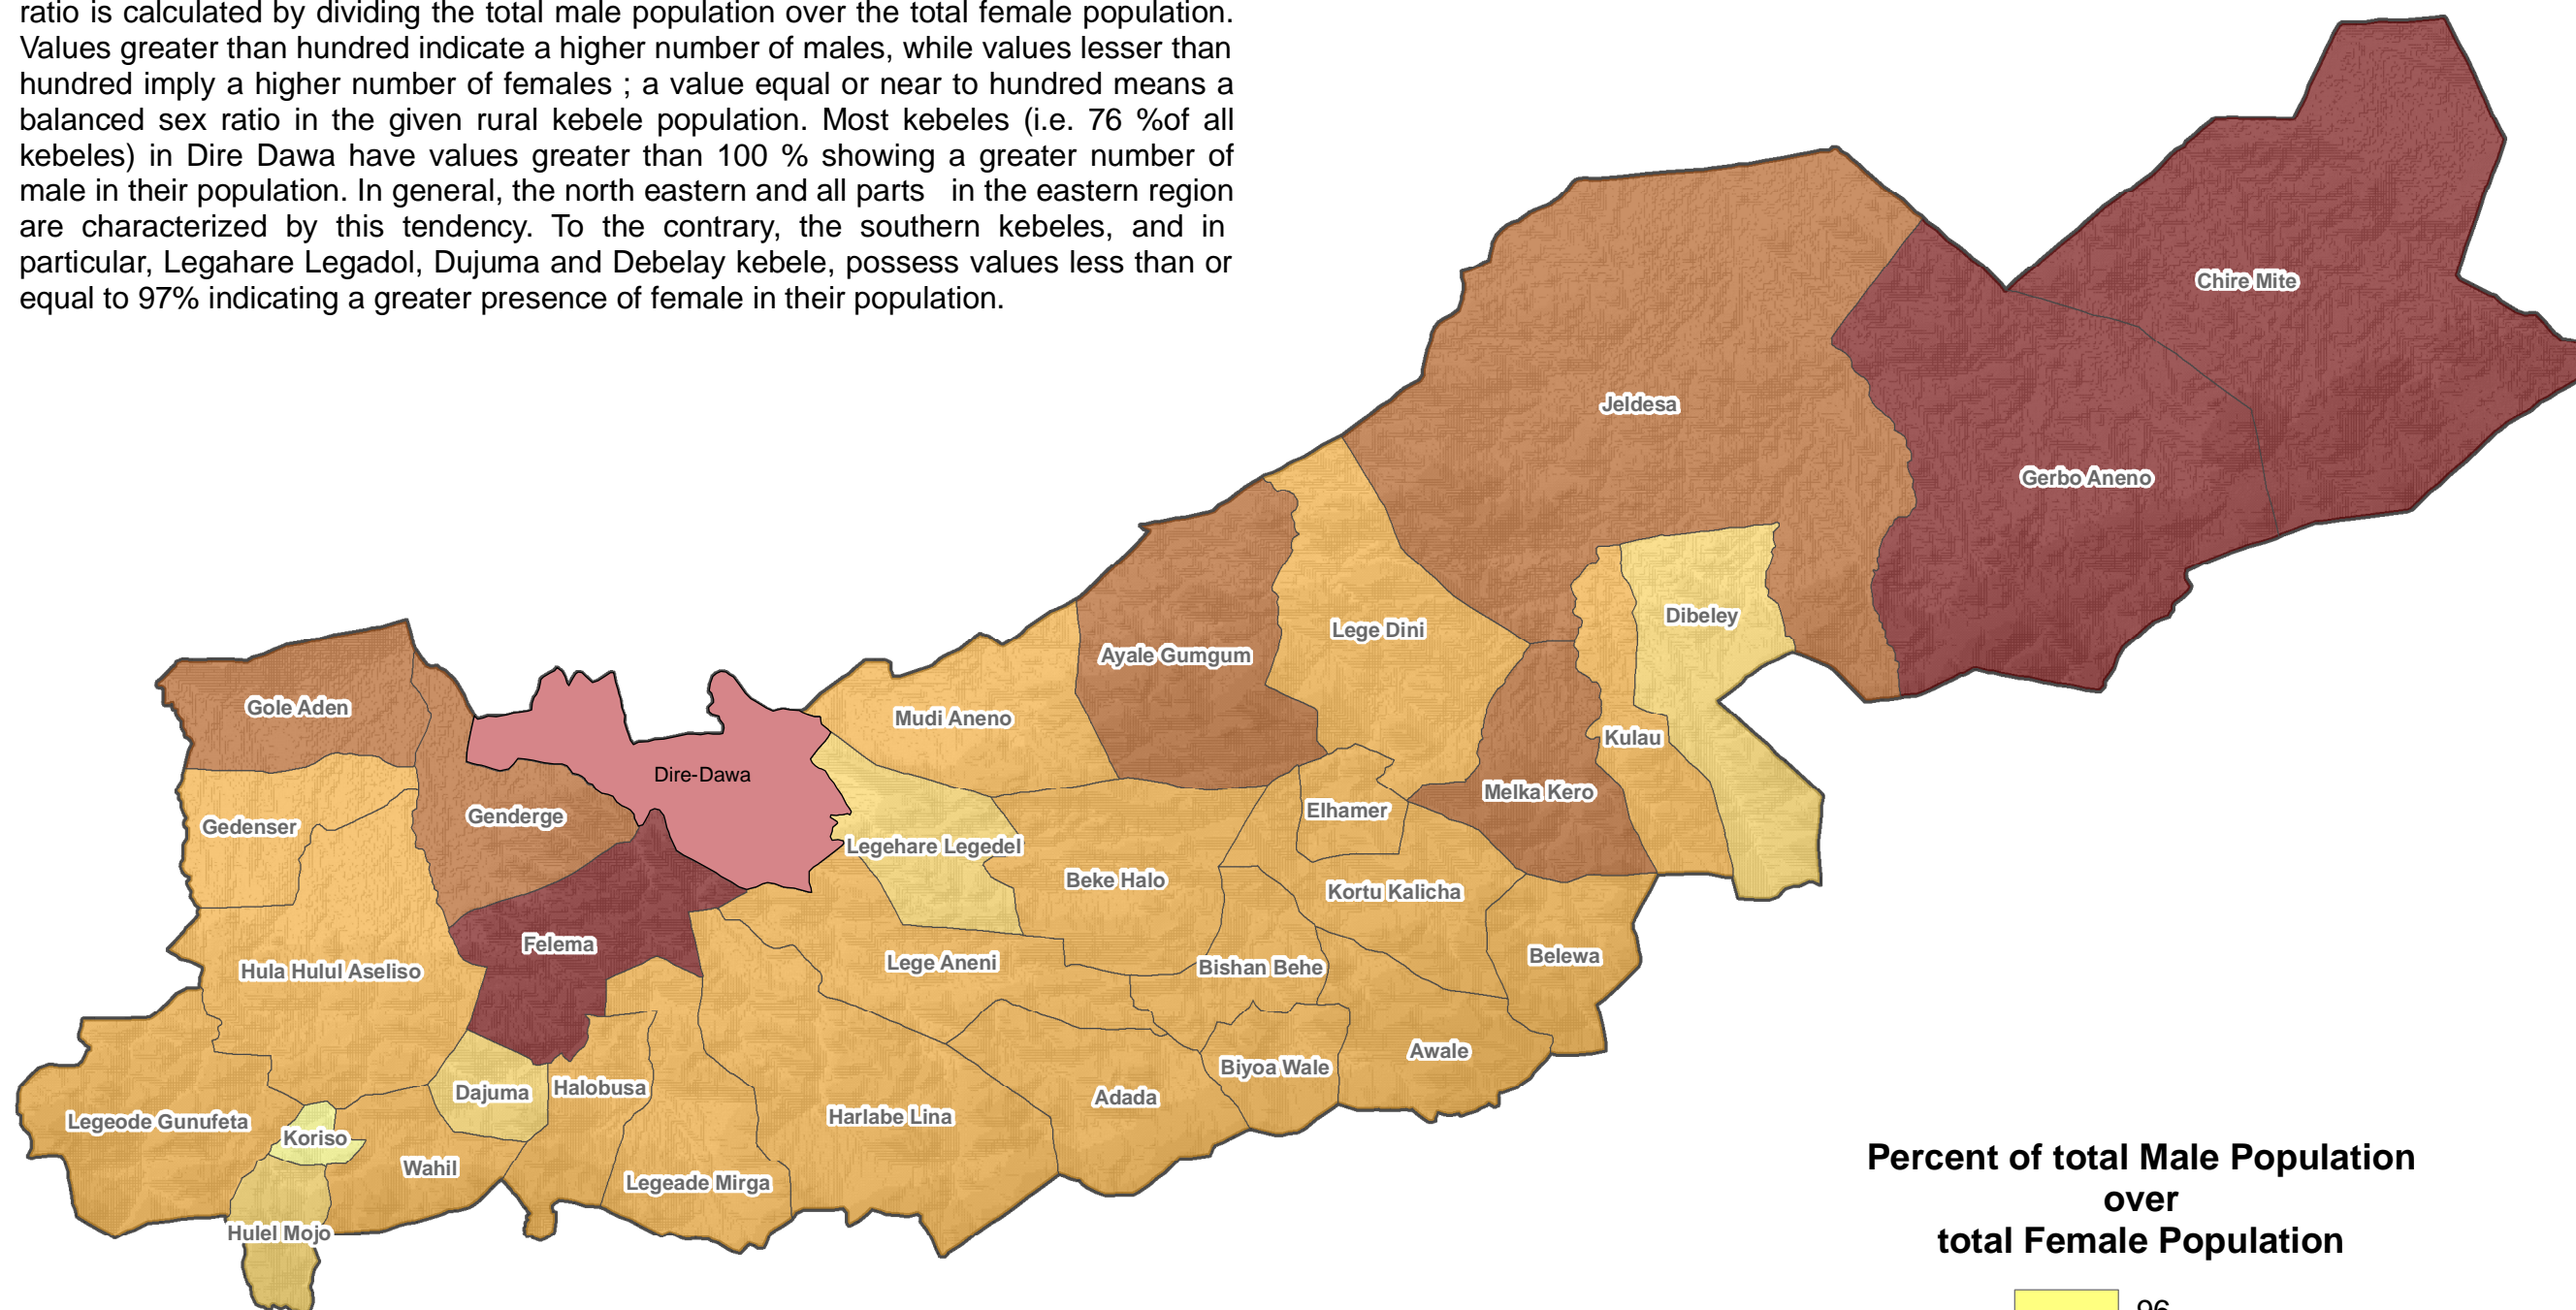 ratio is calculated by dividing the total male population over the total female population.
Values greater than hundred indicate a higher number of males, while values lesser than
hundred imply a higher number of females ; a value equal or near to hundred means a
balanced sex ratio in the given rural kebele population. Most kebeles (i.e. 76 %of all
kebeles) in Dire Dawa have values greater than 100 % showing a greater number of
male in their population. In general, the north eastern and all parts in the eastern region
are characterized by this tendency. To the contrary, the southern kebeles, and in
particular, Legahare Legadol, Dujuma and Debelay kebele, possess values less than or
equal to 97% indicating a greater presence of female in their population.
Chire Mite
Jeldesa
Gerbo Aneno
Dibeley
Lege Dini
Ayale Gumgum
Gole Aden
Mudi Aneno
Kulau
Dire-Dawa
Melka Kero
Elhamer
Genderge
Gedenser
Legehare Legedel
Beke Halo
Kortu Kalicha
Felema
Belewa
Lege Aneni
Bishan Behe
Hula Hulul Aseliso
Awale
Biyoa Wale
Halobusa
Dajuma
Adada
Harlabe Lina
Legeode Gunufeta
Koriso
Wahil
Legeade Mirga
Hulel Mojo
Percent of total Male Population
over
total Female Population
96